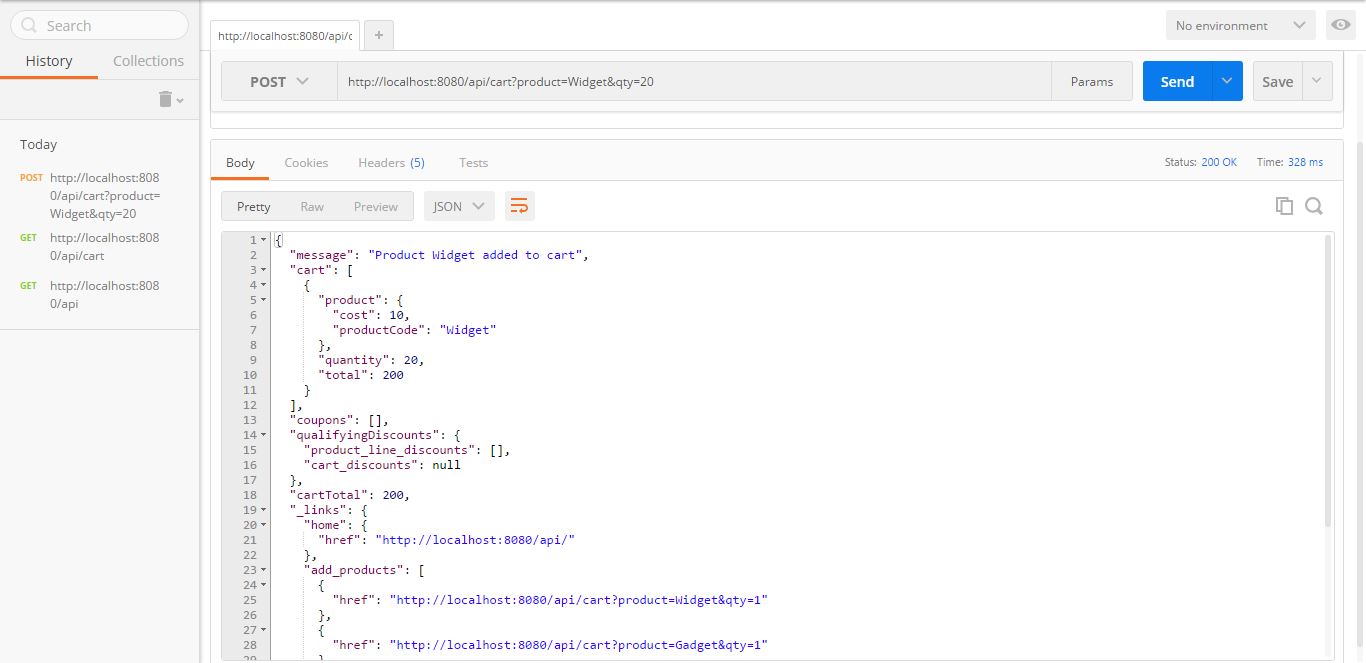 Search
History
Collections
Today
POST http://localhost:808
0/api/cart?product=
Widget&qty=20
GET http://localhost:808
0/api/cart
GET http://localhost:808
0/api
http://localhost:8080/api/c
+
No environment
POST
http://localhost:8080/api/cart?product=Widget&qty=20
Params
Send
Save
Body
Cookies
Headers (5)
Tests
Status: 200 OK
Time: 328 ms
Pretty
Raw
Preview
JSON
1 {
2 "message": "Product Widget added to cart",
3 "cart": [
4 {
5 "product": {
6 "cost": 10,
7 "productCode": "Widget"
8 },
9 "quantity": 20,
10 "total": 200
11 }
12 ],
13 "coupons": [],
14 "qualifyingDiscounts": {
15 "product_line_discounts": [],
16 "cart_discounts": null
17 },
18 "cartTotal": 200,
19 "_links": {
20 "home": {
21 "href": "http://localhost:8080/api/"
22 },
23 "add_products": [
24 {
25 "href": "http://localhost:8080/api/cart?product=Widget&qty=1"
26 },
27 {
28 "href": "http://localhost:8080/api/cart?product=Gadget&qty=1"